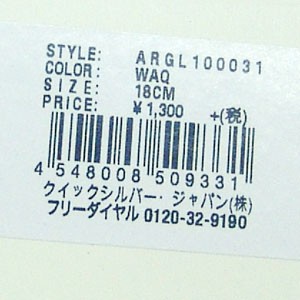 STYLE: ARGL100031
COLOR: WAQ
SIZE: 18CM
PRICE: ¥1,300 +(税)
4 548008 509331
クイックシルバー・ジャパン(株)
フリーダイヤル 0120-32-9190